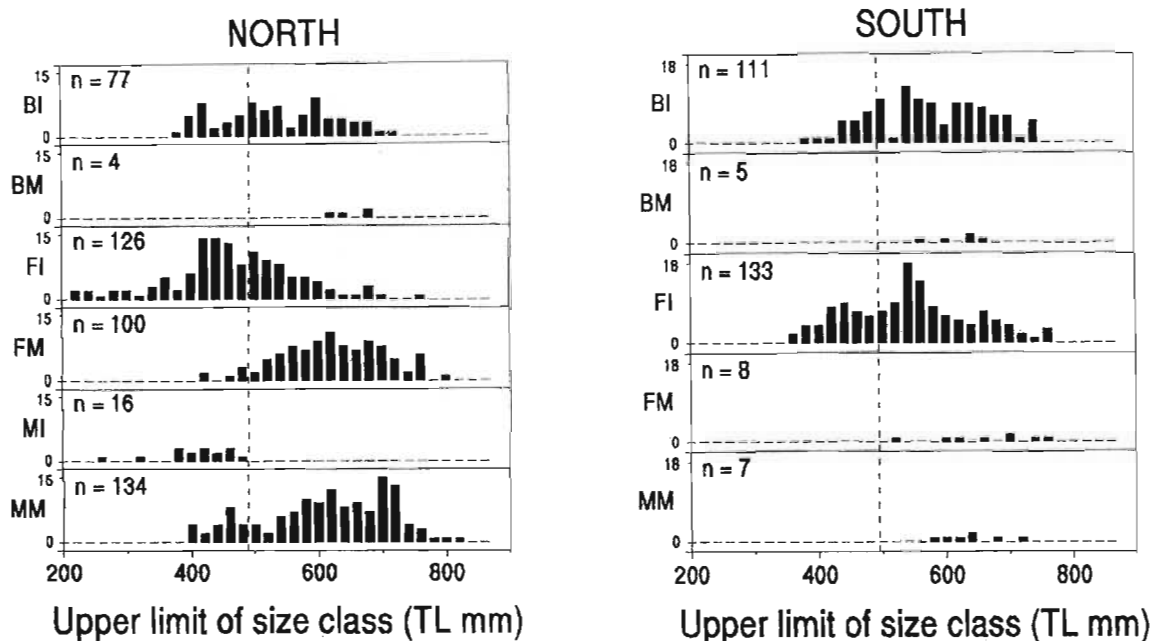 NORTH
15
n = 77
BI
0
15
n = 4
BM
0
15
n = 126
FI
0
15
n = 100
FM
0
15
n = 16
MI
0
15
n = 134
MM
0
200 400 600 800
Upper limit of size class (TL mm)
SOUTH
18
n = 111
BI
0
18
n = 5
BM
0
18
n = 133
FI
0
18
n = 8
FM
0
18
n = 7
MM
0
200 400 600 800
Upper limit of size class (TL mm)